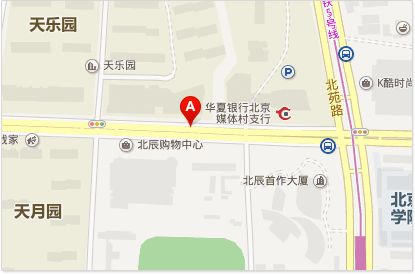 天乐园
铁5号线
天乐园
P
K酷时尚
A
华夏银行北京
媒体村支行
北苑路
战家
北辰购物中心
北辰首作大厦
天月园
北京
学院